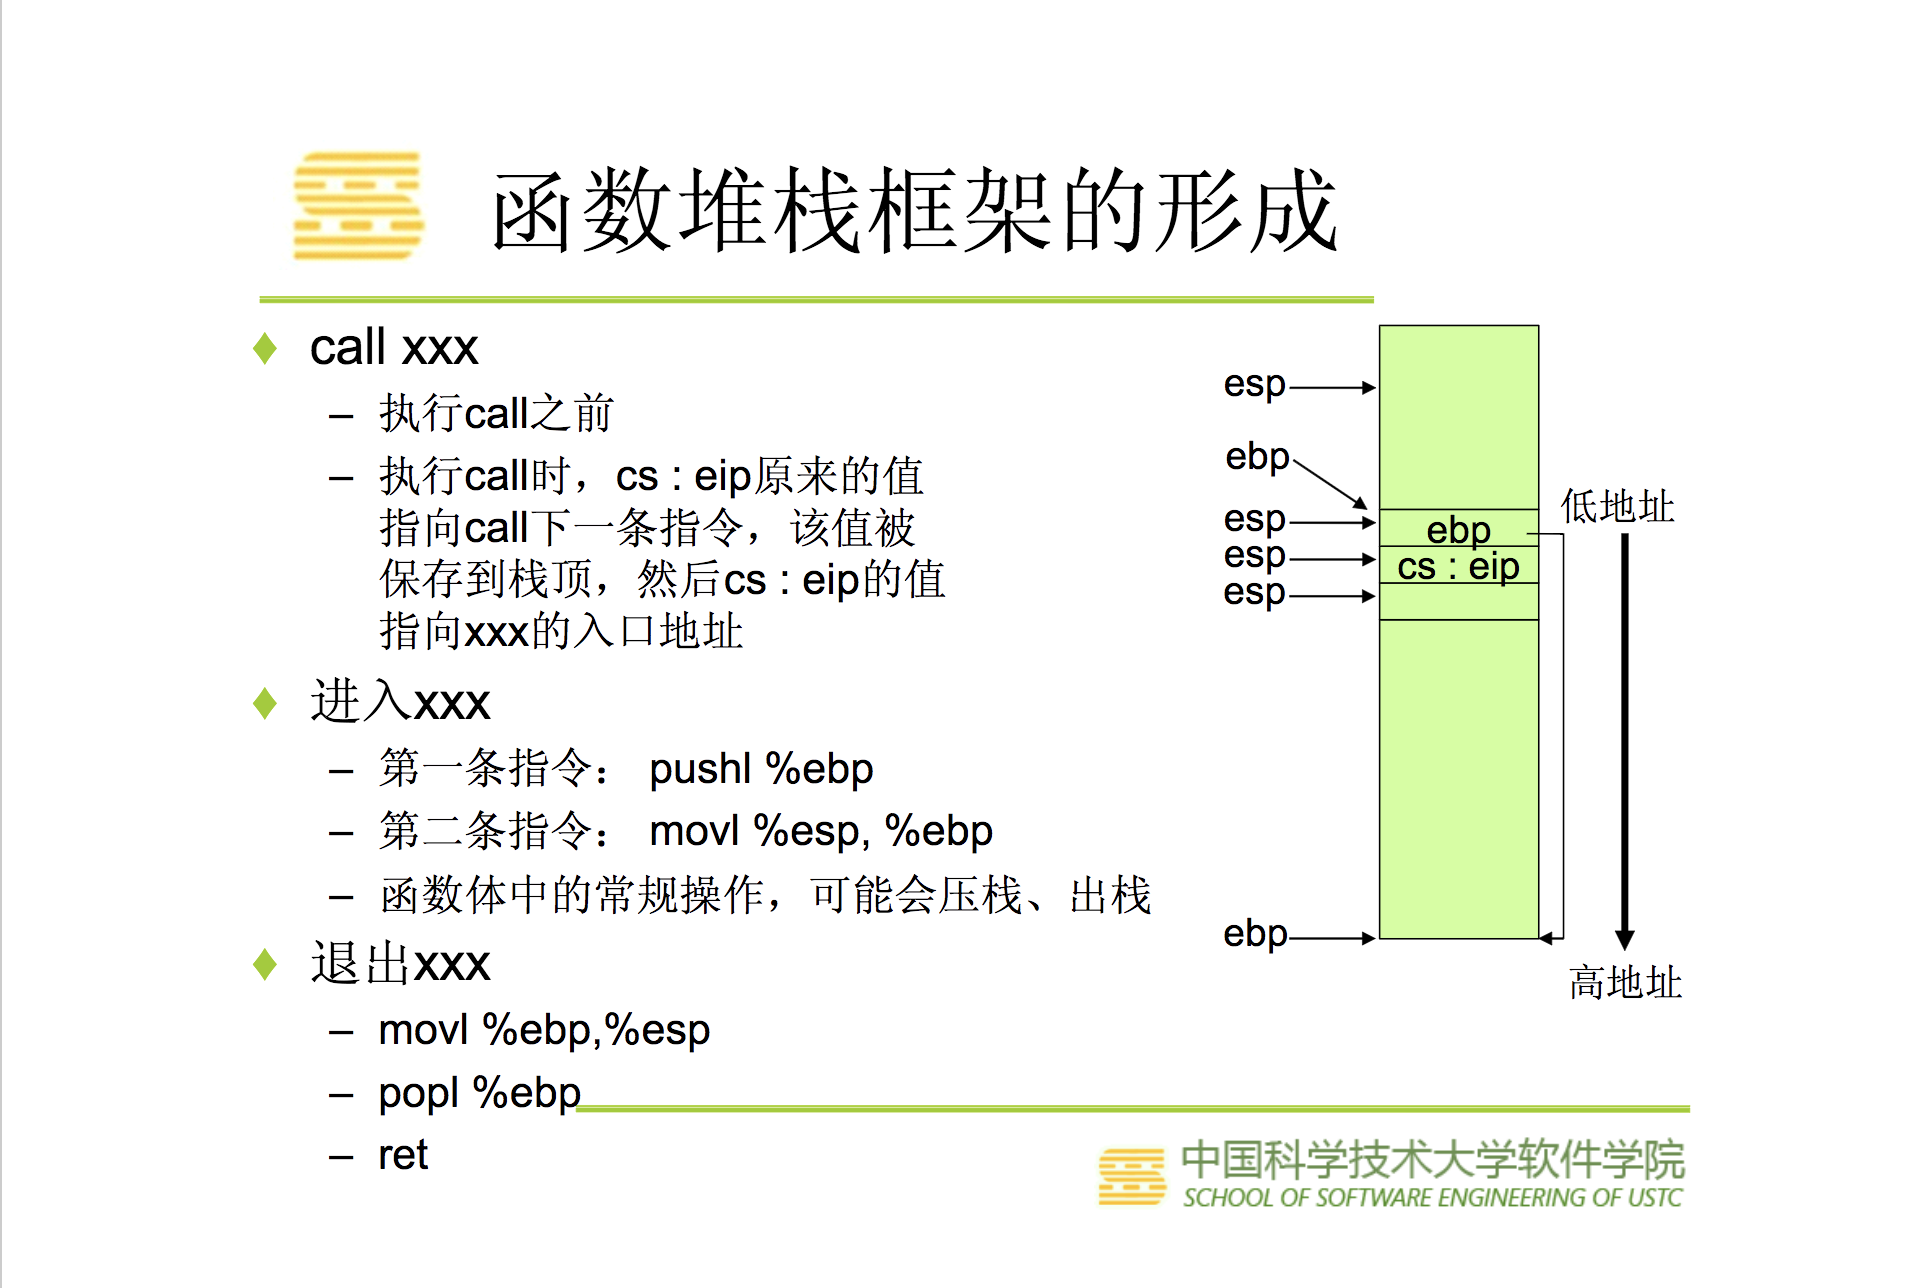 函数堆栈框架的形成
call xxx
– 执行call之前
– 执行call时，cs : eip原来的值
指向call下一条指令，该值被
保存到栈顶，然后cs : eip的值
指向xxx的入口地址
进入xxx
– 第一条指令： pushl %ebp
– 第二条指令： movl %esp, %ebp
– 函数体中的常规操作，可能会压栈、出栈
退出xxx
– movl %ebp,%esp
– popl %ebp
– ret
esp
ebp
esp
esp
esp
ebp
cs : eip
ebp
低地址
高地址
中国科学技术大学软件学院
SCHOOL OF SOFTWARE ENGINEERING OF USTC